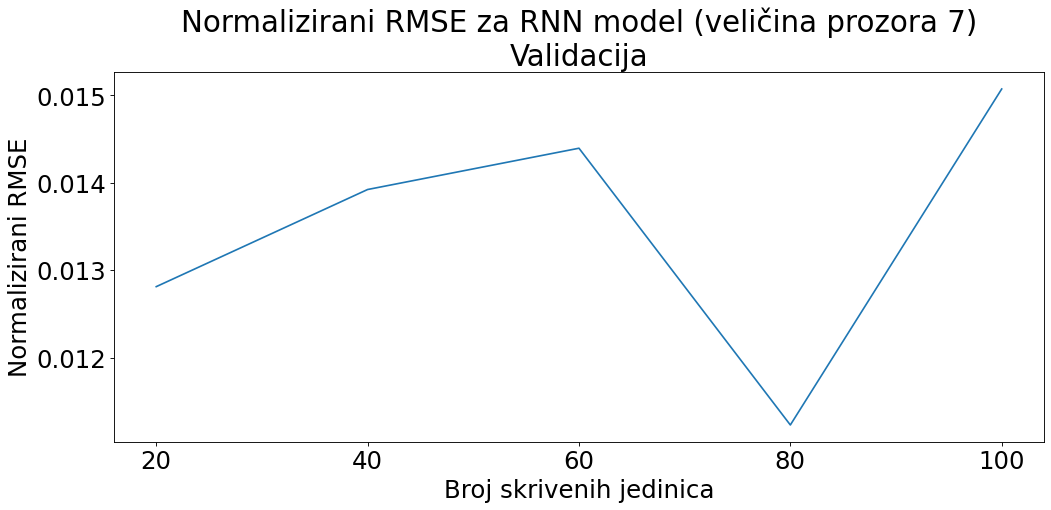 Normalizirani RMSE za RNN model (veličina prozora 7)
Validacija
Normalizirani RMSE
0.015
0.014
0.013
0.012
20 40 60 80 100
Broj skrivenih jedinica